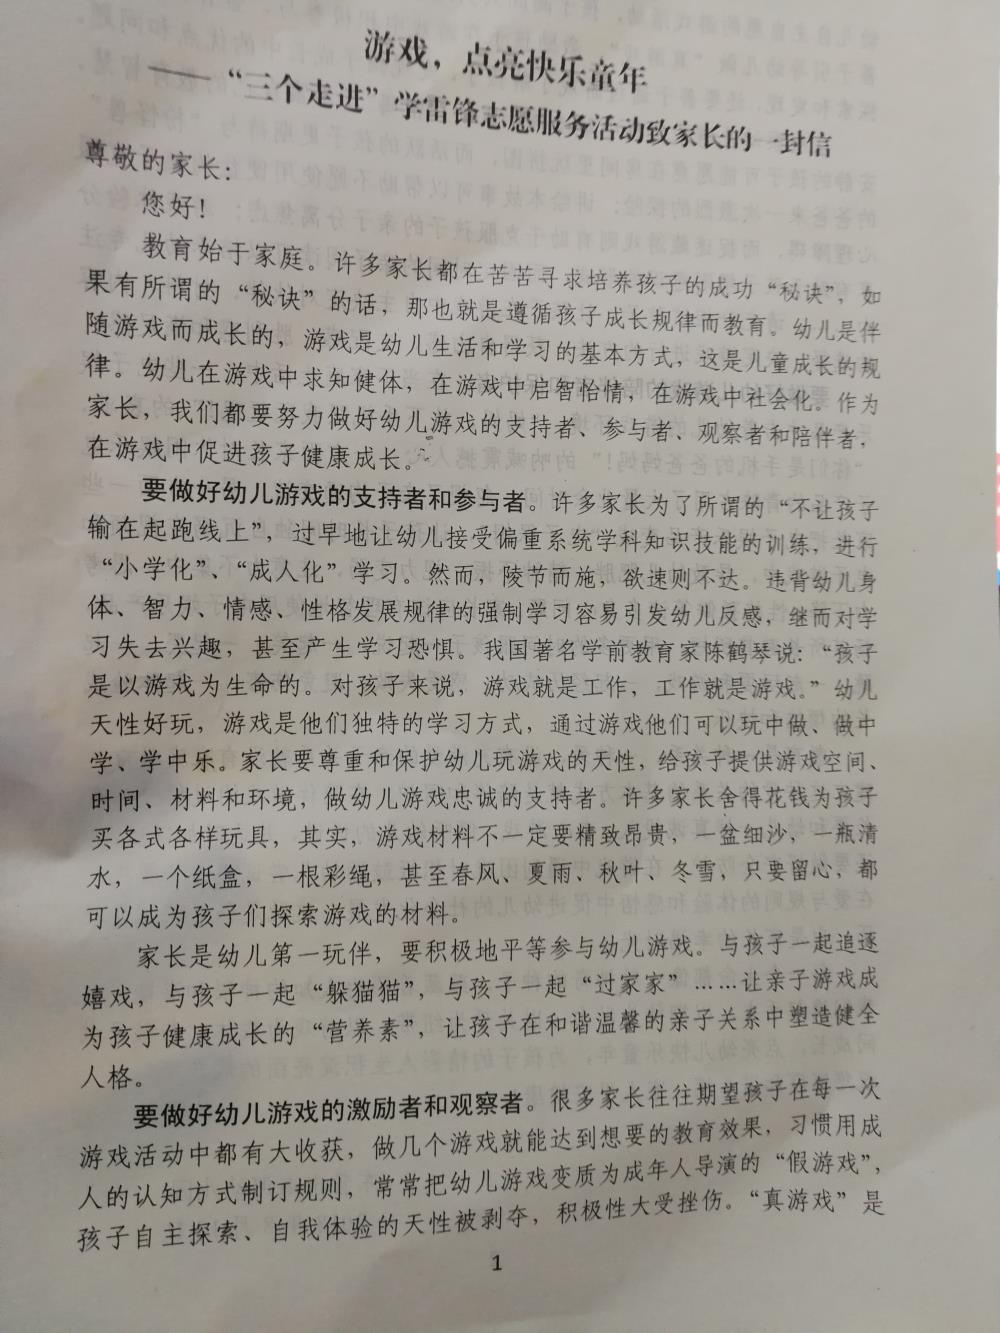 游戏，点亮快乐童年
——“三个走进”学雷锋志愿服务活动致家长的一封信
尊敬的家长：
您好！
教育始于家庭。许多家长都在苦苦寻求培养孩子的成功“秘诀”，如
果有所谓的“秘诀”的话，那也就是遵循孩子成长规律而教育。幼儿是伴
随游戏而成长的，游戏是幼儿生活和学习的基本方式，这是儿童成长的规
律。幼儿在游戏中求知健体，在游戏中启智怡情，在游戏中社会化。作为
家长，我们都要努力做好幼儿游戏的支持者、参与者、观察者和陪伴者，
在游戏中促进孩子健康成长。
要做好幼儿游戏的支持者和参与者。许多家长为了所谓的“不让孩子
输在起跑线上”，过早地让幼儿接受偏重系统学科知识技能的训练，进行
“小学化”、“成人化”学习。然而，陵节而施，欲速则不达。违背幼儿身
体、智力、情感、性格发展规律的强制学习容易引发幼儿反感，继而对学
习失去兴趣，甚至产生学习恐惧。我国著名学前教育家陈鹤琴说：“孩子
是以游戏为生命的。对孩子来说，游戏就是工作，工作就是游戏。”幼儿
天性好玩，游戏是他们独特的学习方式，通过游戏他们可以玩中做、做中
学、学中乐。家长要尊重和保护幼儿玩游戏的天性，给孩子提供游戏空间、
时间、材料和环境，做幼儿游戏忠诚的支持者。许多家长舍得花钱为孩子
买各式各样玩具，其实，游戏材料不一定要精致昂贵，一盆细沙，一瓶清
水，一个纸盒，一根彩绳，甚至春风、夏雨、秋叶、冬雪，只要留心，都
可以成为孩子们探索游戏的材料。
家长是幼儿第一玩伴，要积极地平等参与幼儿游戏。与孩子一起追逐
嬉戏，与孩子一起“躲猫猫”，与孩子一起“过家家”……让亲子游戏成
为孩子健康成长的“营养素”，让孩子在和谐温馨的亲子关系中塑造健全
人格。
要做好幼儿游戏的激励者和观察者。很多家长往往期望孩子在每一次
游戏活动中都有大收获，做几个游戏就能达到想要的教育效果，习惯用成
人的认知方式制订规则，常常把幼儿游戏变质为成年人导演的“假游戏”，
孩子自主探索、自我体验的天性被剥夺，积极性大受挫伤。“真游戏”是
1